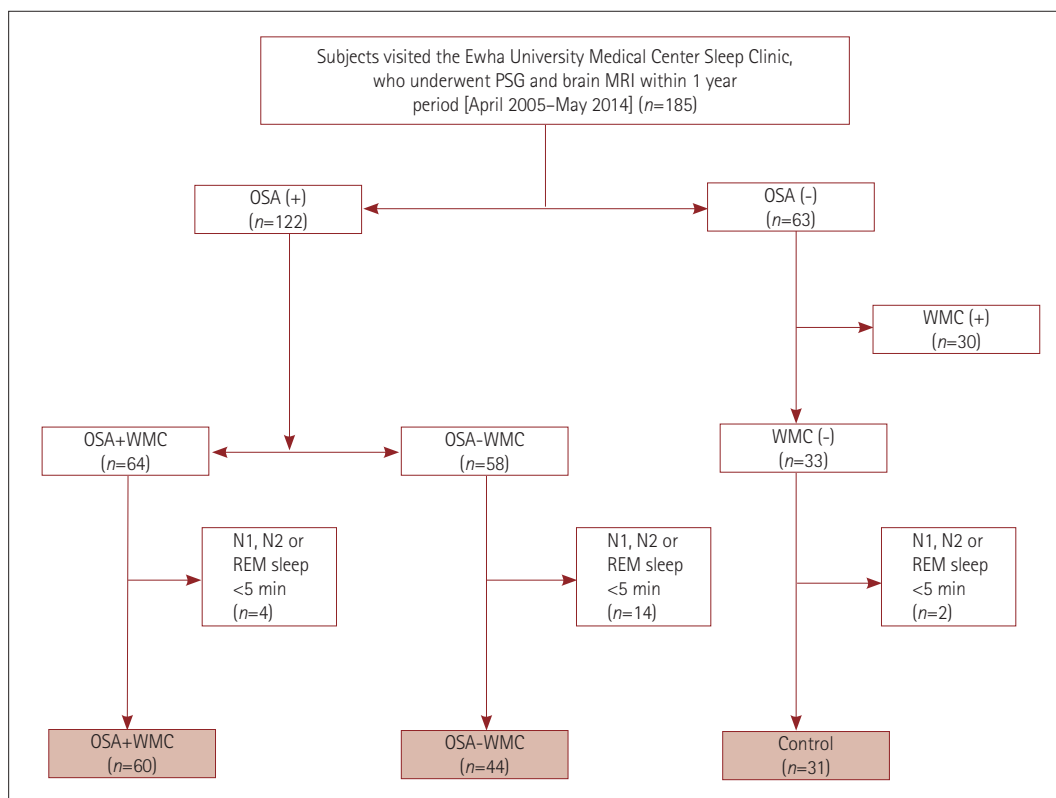 Subjects visited the Ewha University Medical Center Sleep Clinic,
who underwent PSG and brain MRI within 1 year
period [April 2005–May 2014] (n=185)
OSA (+)
(n=122)
OSA (-)
(n=63)
WMC (+)
(n=30)
OSA+WMC
(n=64)
OSA-WMC
(n=58)
WMC (-)
(n=33)
N1, N2 or
REM sleep
<5 min
(n=4)
N1, N2 or
REM sleep
<5 min
(n=14)
N1, N2 or
REM sleep
<5 min
(n=2)
OSA+WMC
(n=60)
OSA-WMC
(n=44)
Control
(n=31)